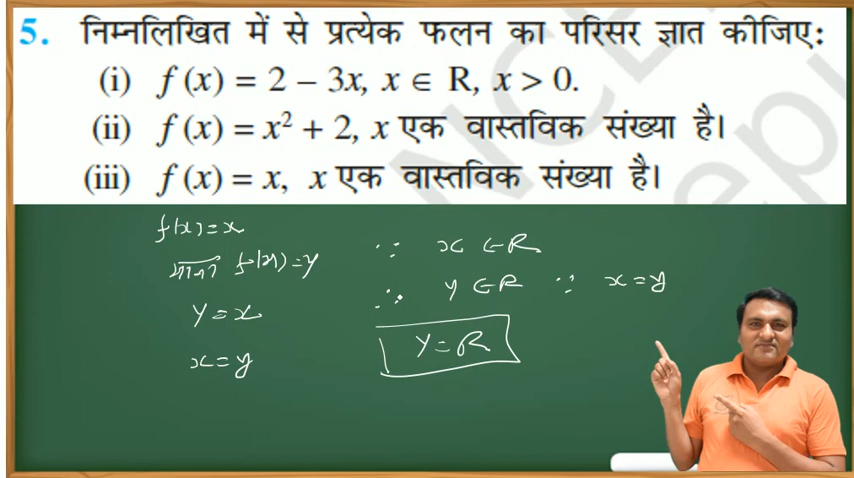 5. निम्नलिखित में से प्रत्येक फलन का परिसर ज्ञात कीजिए:
(i) f (x) = 2 – 3x, x ∈ R, x > 0.
(ii) f (x) = x² + 2, x एक वास्तविक संख्या है।
(iii) f (x) = x, x एक वास्तविक संख्या है।
f(x)=x
माना f(x)=y
y=x
x=y
∵ x ∈R
∴ y ∈R ∵ x=y
y=R